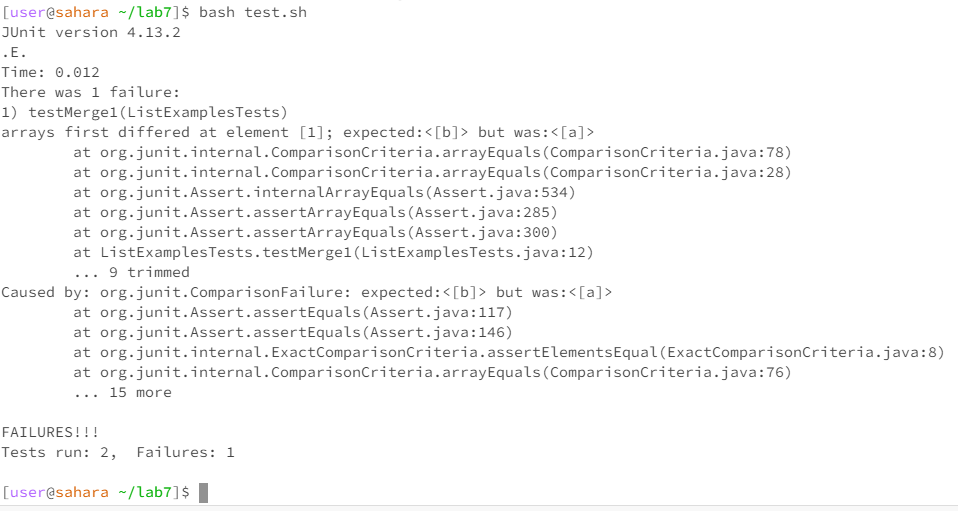 [user@sahara ~/lab7]$ bash test.sh
JUnit version 4.13.2
.E.
Time: 0.012
There was 1 failure:
1) testMerge1(ListExamplesTests)
arrays first differed at element [1]; expected:<[b]> but was:<[a]>
        at org.junit.internal.ComparisonCriteria.arrayEquals(ComparisonCriteria.java:78)
        at org.junit.internal.ComparisonCriteria.arrayEquals(ComparisonCriteria.java:28)
        at org.junit.Assert.internalArrayEquals(Assert.java:534)
        at org.junit.Assert.assertArrayEquals(Assert.java:285)
        at org.junit.Assert.assertArrayEquals(Assert.java:300)
        at ListExamplesTests.testMerge1(ListExamplesTests.java:12)
        ... 9 trimmed
Caused by: org.junit.ComparisonFailure: expected:<[b]> but was:<[a]>
        at org.junit.Assert.assertEquals(Assert.java:117)
        at org.junit.Assert.assertEquals(Assert.java:146)
        at org.junit.internal.ExactComparisonCriteria.assertElementsEqual(ExactComparisonCriteria.java:8)
        at org.junit.internal.ComparisonCriteria.arrayEquals(ComparisonCriteria.java:76)
        ... 15 more

FAILURES!!!
Tests run: 2,  Failures: 1

[user@sahara ~/lab7]$